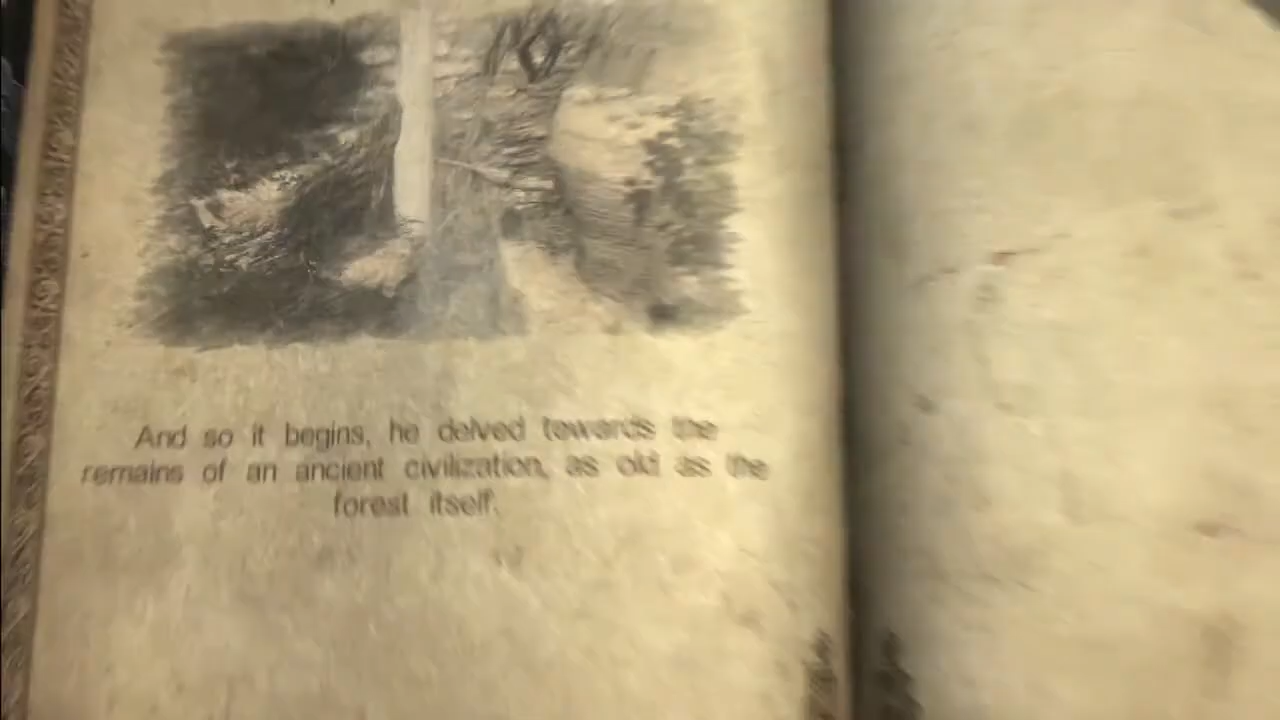 And so it begins, he delved towards the
remains of an ancient civilization, as old as the
forest itself.